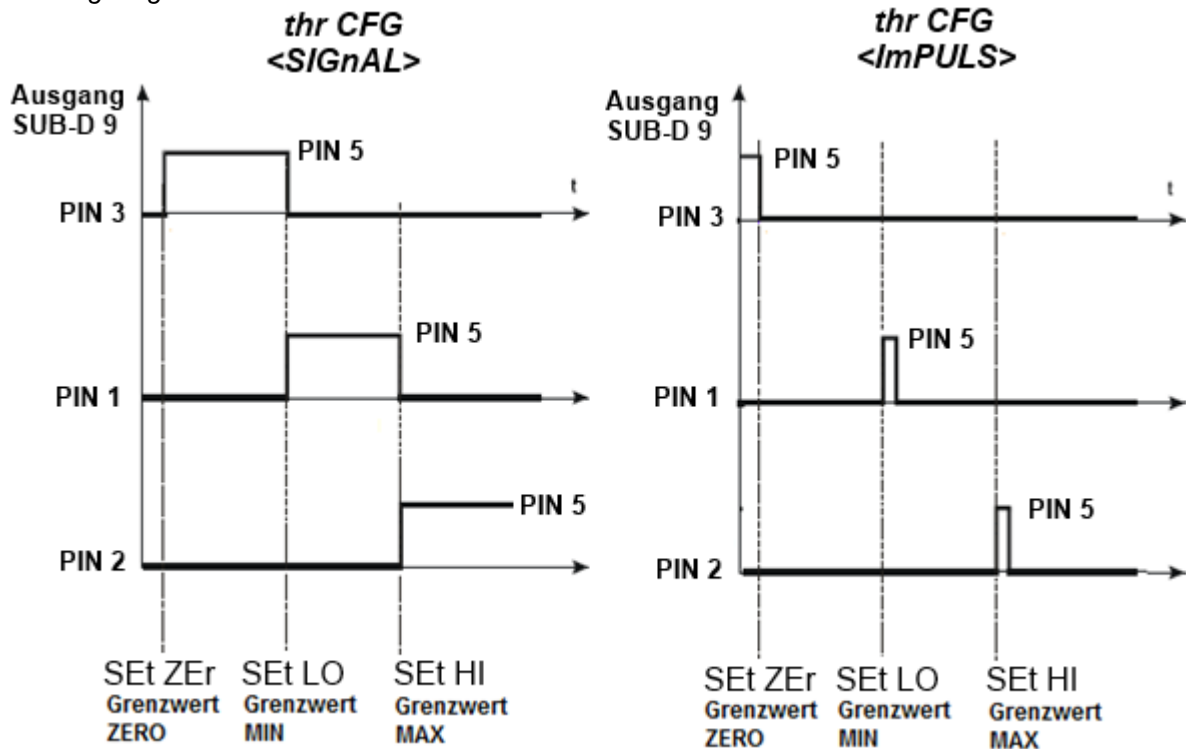 thr CFG
<SIGnAL>
Ausgang
SUB-D 9
PIN 5
t
PIN 3
PIN 5
PIN 1
PIN 5
PIN 2
SEt ZEr SEt LO SEt HI
Grenzwert Grenzwert Grenzwert
ZERO MIN MAX
thr CFG
<ImPULS>
Ausgang
SUB-D 9
PIN 5
t
PIN 3
PIN 5
PIN 1
PIN 5
PIN 2
SEt ZEr SEt LO SEt HI
Grenzwert Grenzwert Grenzwert
ZERO MIN MAX